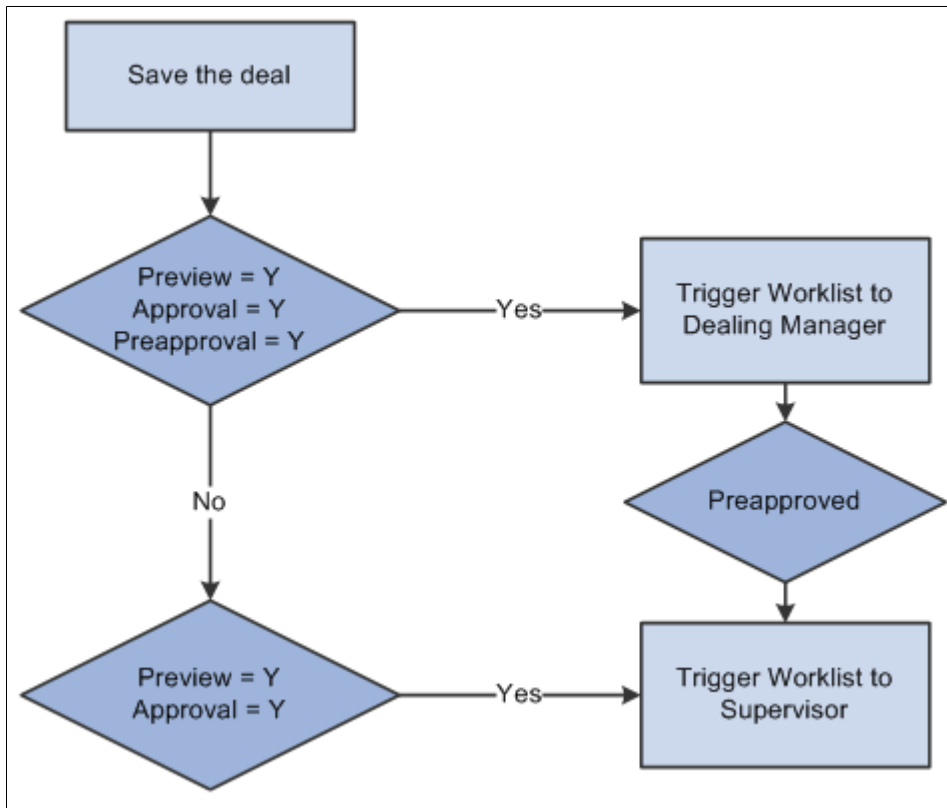 Save the deal
Preview = Y
Approval = Y
Preapproval = Y
Yes
Trigger Worklist to
Dealing Manager
No
Preapproved
Preview = Y
Approval = Y
Yes
Trigger Worklist to
Supervisor